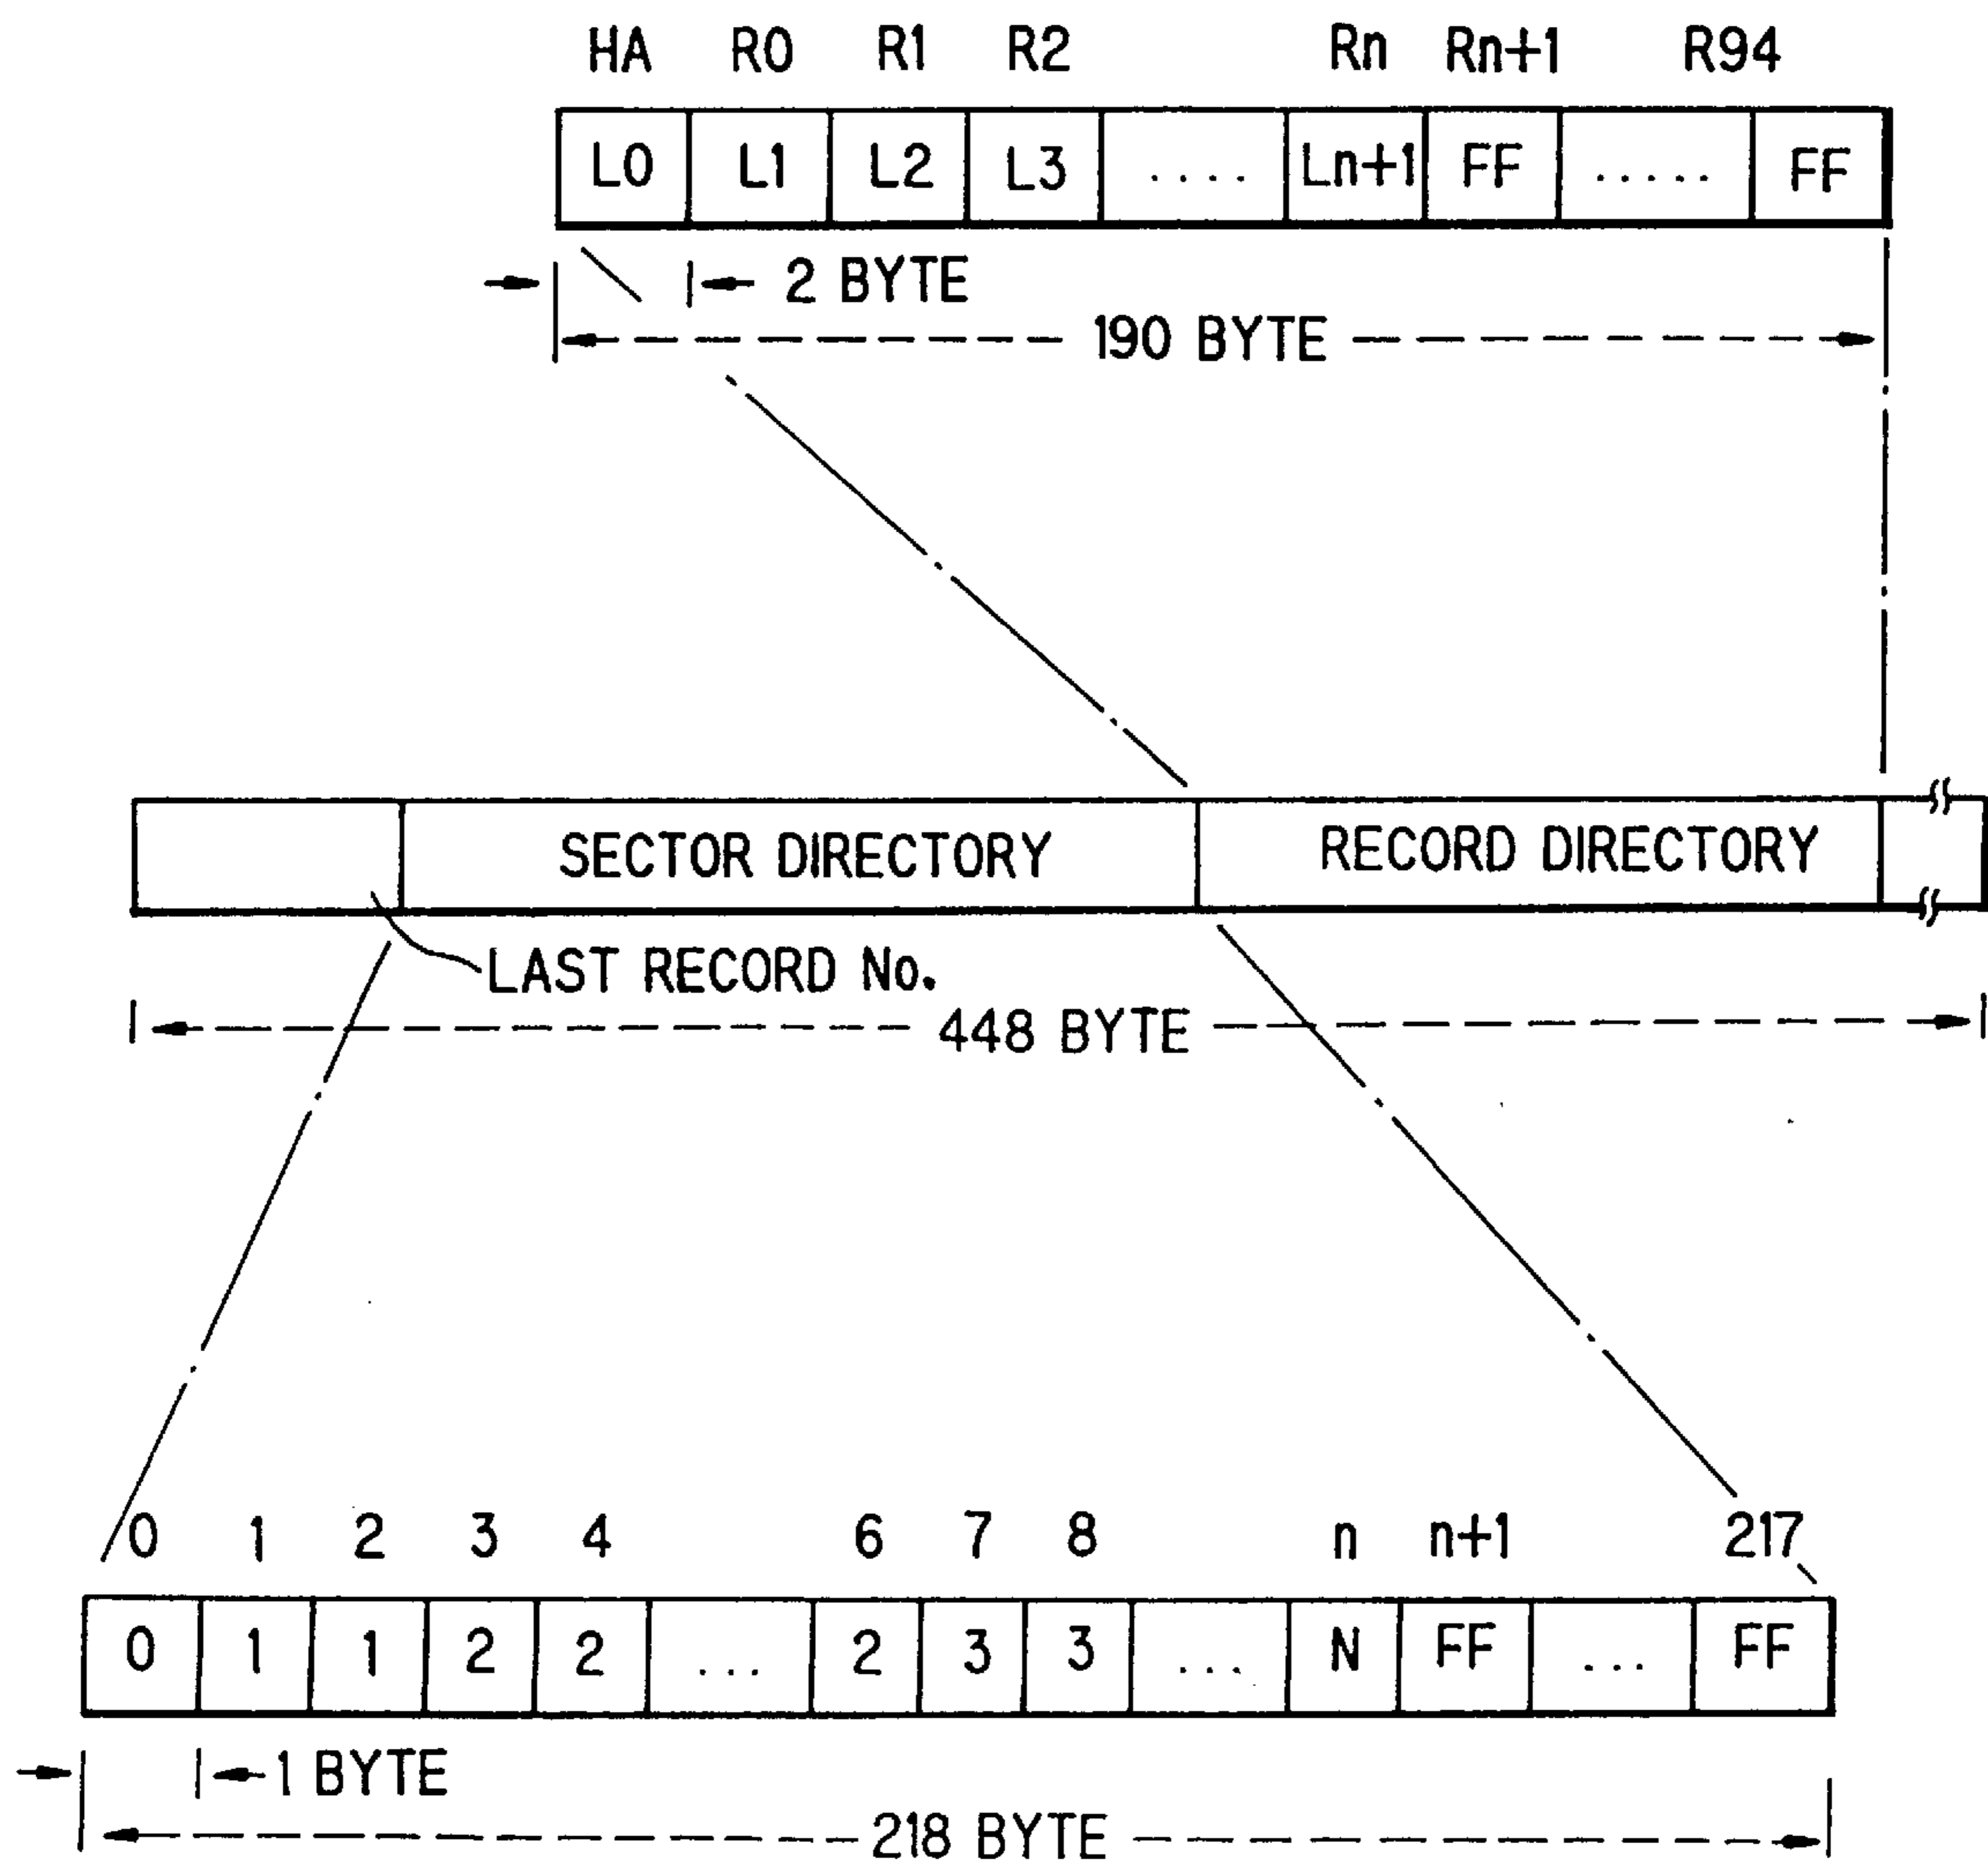 HA R0 R1 R2 Rn Rn+1 R94
L0 L1 L2 L3 .... Ln+1 FF ..... FF
2 BYTE
190 BYTE
SECTOR DIRECTORY RECORD DIRECTORY
LAST RECORD No.
448 BYTE
0 1 2 3 4 6 7 8 n n+1 217
0 1 1 2 2 ... 2 3 3 ... N FF ... FF
1 BYTE
218 BYTE